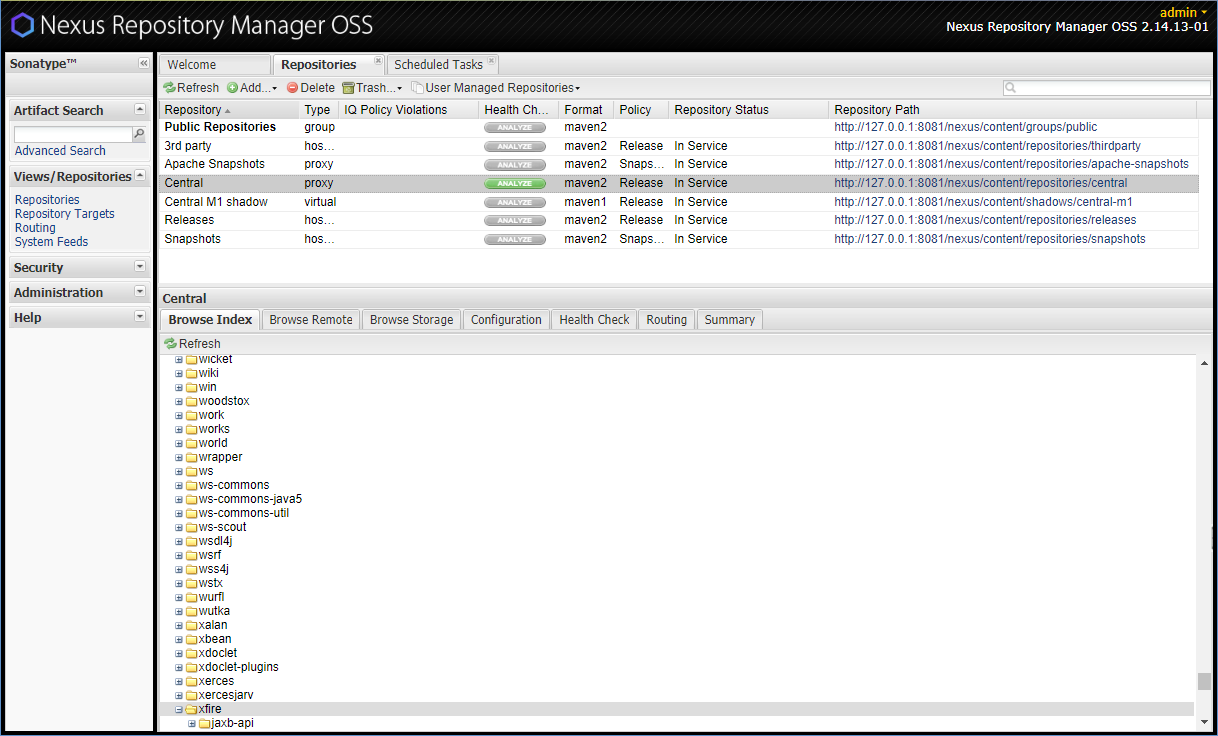 Nexus Repository Manager OSS
admin
Nexus Repository Manager OSS 2.14.13-01
Sonatype™
Artifact Search
Advanced Search
Views/Repositories
Repositories
Repository Targets
Routing
System Feeds
Security
Administration
Help
Welcome Repositories Scheduled Tasks
Refresh Add... Delete Trash... User Managed Repositories
Repository Type IQ Policy Violations Health Ch... Format Policy Repository Status Repository Path
Public Repositories group ANALYZE maven2 http://127.0.0.1:8081/nexus/content/groups/public
3rd party hos... ANALYZE maven2 Release In Service http://127.0.0.1:8081/nexus/content/repositories/thirdparty
Apache Snapshots proxy ANALYZE maven2 Snaps... In Service http://127.0.0.1:8081/nexus/content/repositories/apache-snapshots
Central proxy ANALYZE maven2 Release In Service http://127.0.0.1:8081/nexus/content/repositories/central
Central M1 shadow virtual ANALYZE maven1 Release In Service http://127.0.0.1:8081/nexus/content/shadows/central-m1
Releases hos... ANALYZE maven2 Release In Service http://127.0.0.1:8081/nexus/content/repositories/releases
Snapshots hos... ANALYZE maven2 Snaps... In Service http://127.0.0.1:8081/nexus/content/repositories/snapshots
Central
Browse Index Browse Remote Browse Storage Configuration Health Check Routing Summary
Refresh
wicket
wiki
win
woodstox
work
works
world
wrapper
ws
ws-commons
ws-commons-java5
ws-commons-util
ws-scout
wsdl4j
wsrf
wss4j
wstx
wurfl
wutka
xalan
xbean
xdoclet
xdoclet-plugins
xerces
xercesjarv
xfire
jaxb-api